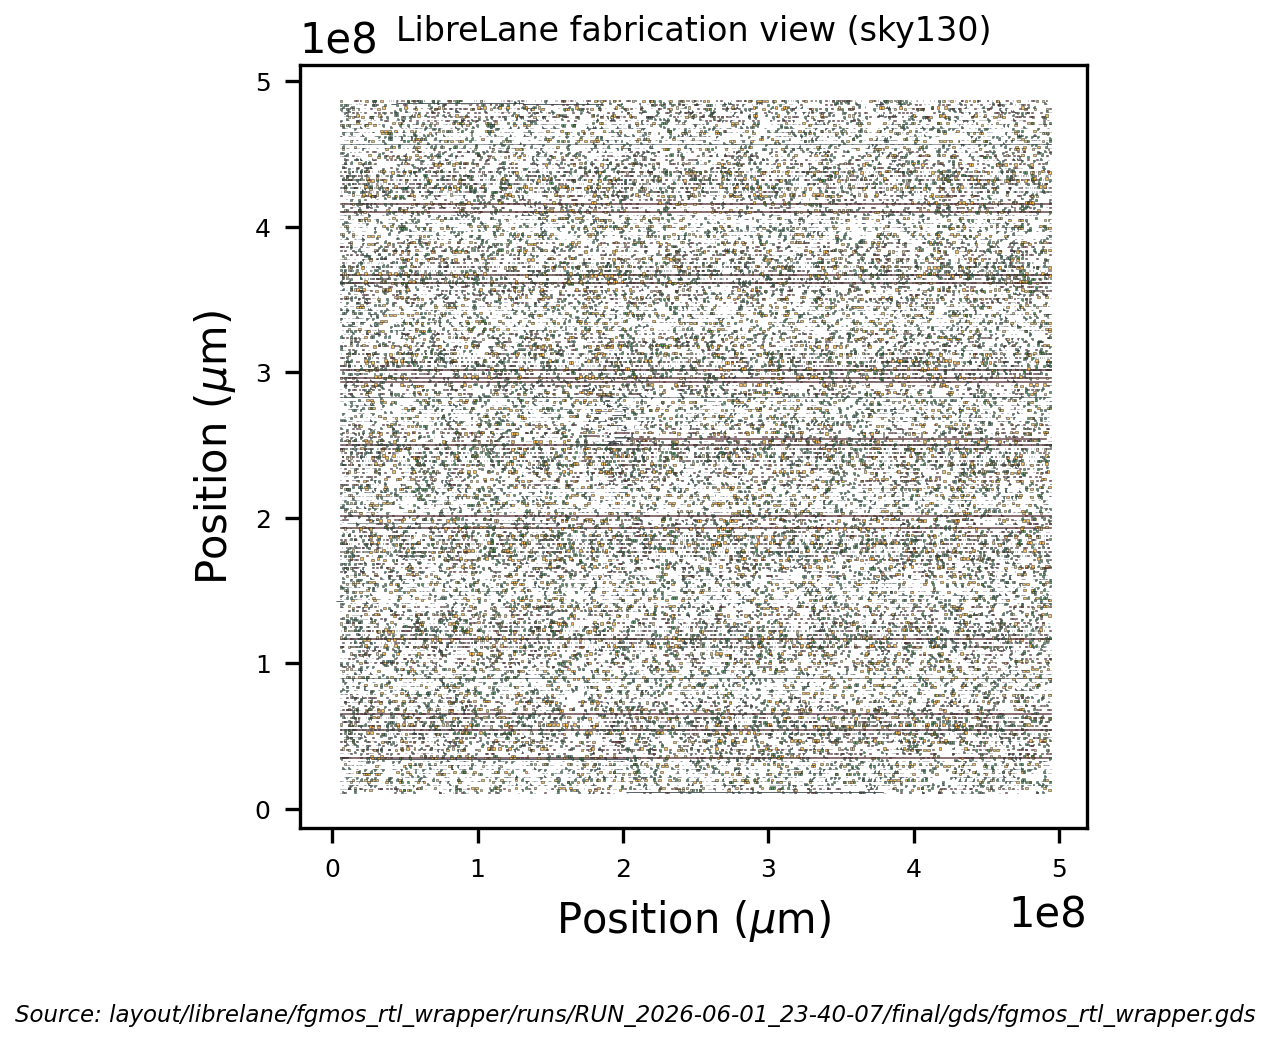 LibreLane fabrication view (sky130)
1e8
5
4
3
2
1
0
Position (μm)
0 1 2 3 4 5
1e8
Position (μm)
Source: layout/librelane/fgmos_rtl_wrapper/runs/RUN_2026-06-01_23-40-07/final/gds/fgmos_rtl_wrapper.gds